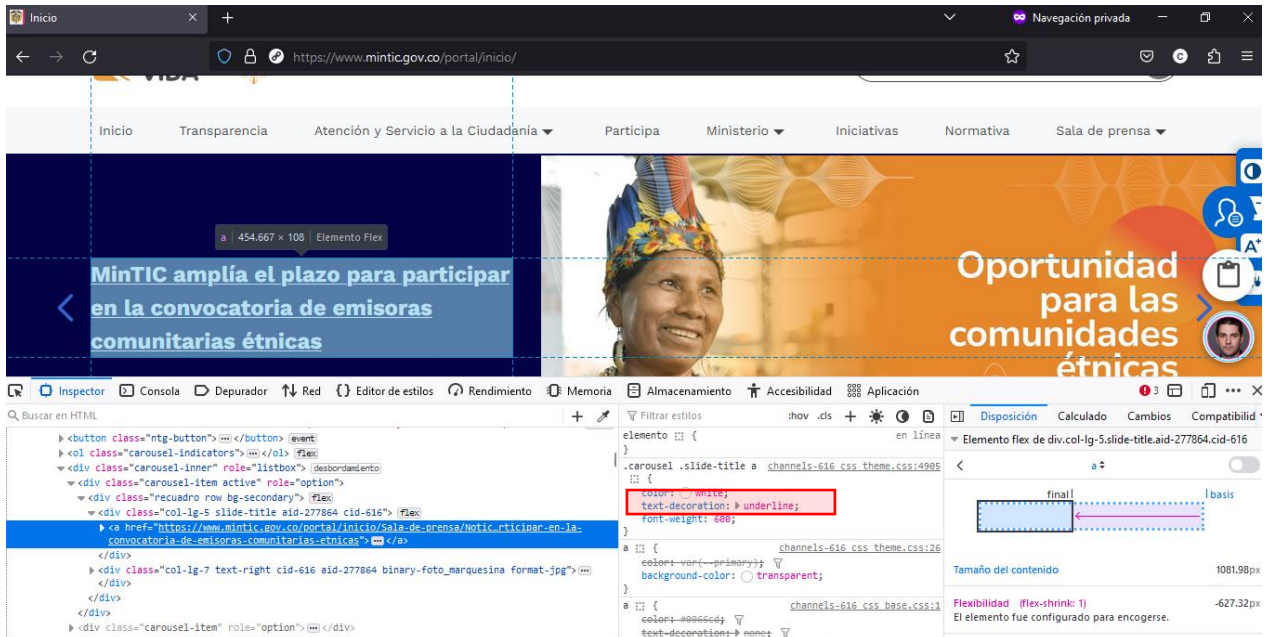 Inicio
Navegación privada
https://www.mintic.gov.co/portal/inicio/
VIDA
Inicio Transparencia Atención y Servicio a la Ciudadanía Participa Ministerio Iniciativas Normativa Sala de prensa
a 454.667 × 108 Elemento Flex
MinTIC amplía el plazo para participar
en la convocatoria de emisoras
comunitarias étnicas
Oportunidad
para las
comunidades
étnicas
A+
Inspector Consola Depurador Red Editor de estilos Rendimiento Memoria Almacenamiento Accesibilidad Aplicación 3
Buscar en HTML
<button class="ntg-button"> </button> event
<ol class="carousel-indicators"> </ol> flex
<div class="carousel-inner" role="listbox"> desbordamiento
<div class="carousel-item active" role="option">
<div class="recuadro row bg-secondary"> flex
<div class="col-lg-5 slide-title aid-277864 cid-616"> flex
<a href="https://www.mintic.gov.co/portal/inicio/Sala-de-prensa/Notic…rticipar-en-la-
convocatoria-de-emisoras-comunitarias-etnicas"> </a>
</div>
<div class="col-lg-7 text-right cid-616 aid-277864 binary-foto_marquesina format-jpg">
</div>
</div>
</div>
<div class="carousel-item" role="option"> </div>
Filtrar estilos :hov .cls
elemento { en línea
}
.carousel .slide-title a channels-616_css_theme.css:4905
{
color: white;
text-decoration: underline;
font-weight: 600;
}
a { channels-616_css_theme.css:26
color: var(--primary);
background-color: transparent;
}
a { channels-616_css_base.css:1
color: #0066cd;
text-decoration: none;
Disposición Calculado Cambios Compatibilid
Elemento flex de div.col-lg-5.slide-title.aid-277864.cid-616
a
final basis
Tamaño del contenido 1081.98px
Flexibilidad (flex-shrink: 1) -627.32px
El elemento fue configurado para encogerse.